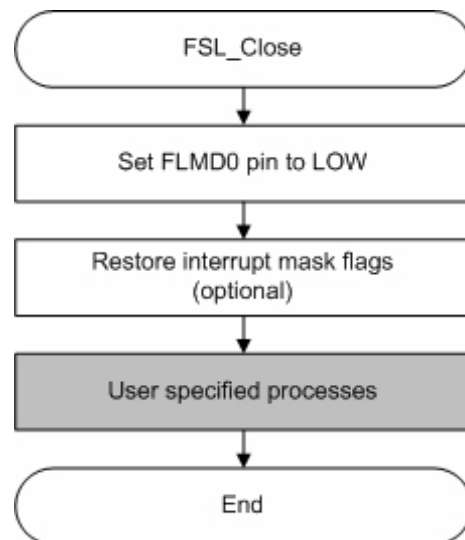 FSL_Close
Set FLMD0 pin to LOW
Restore interrupt mask flags
(optional)
User specified processes
End